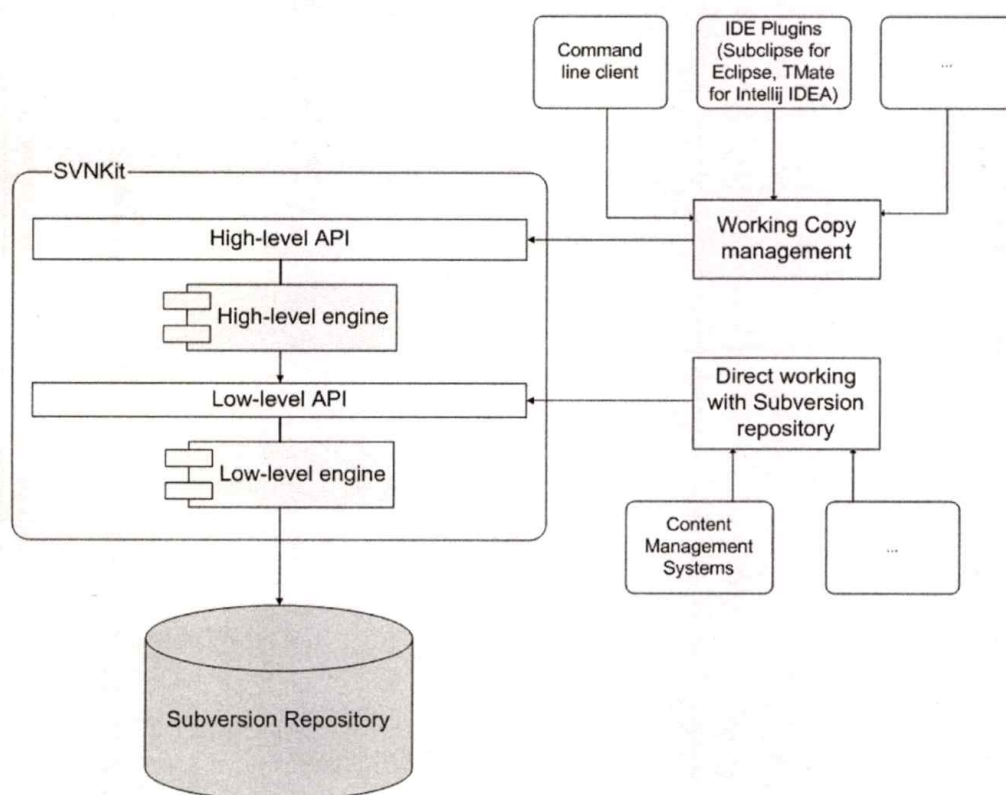 Command
line client
IDE Plugins
(Subclipse for
Eclipse, TMate
for Intellij IDEA)
...
SVNKit
High-level API
Working Copy
management
High-level engine
Low-level API
Direct working
with Subversion
repository
Low-level engine
Content
Management
Systems
...
Subversion Repository